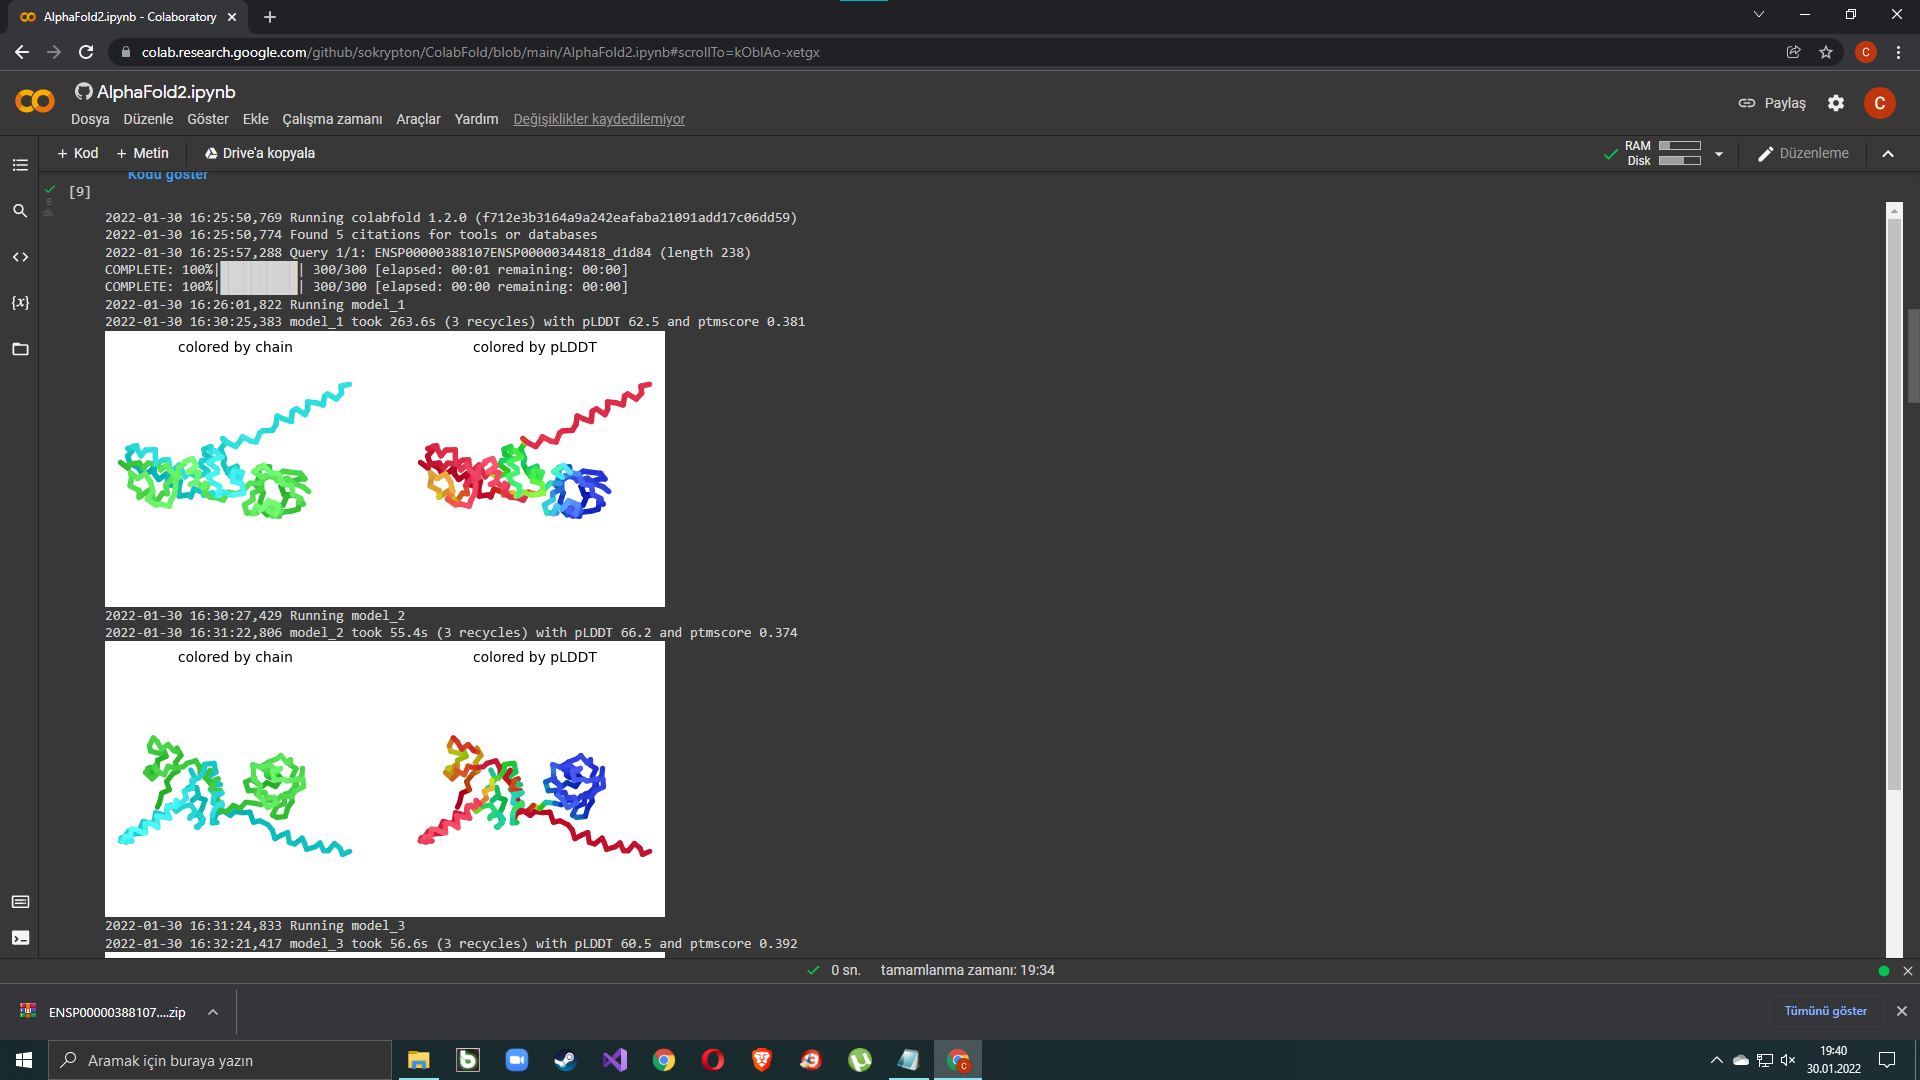 AlphaFold2.ipynb - Colaboratory
colab.research.google.com/github/sokrypton/ColabFold/blob/main/AlphaFold2.ipynb#scrollTo=kOblAo-xetgx
C
AlphaFold2.ipynb
Dosya Düzenle Göster Ekle Çalışma zamanı Araçlar Yardım Değişiklikler kaydedilemiyor
Paylaş
C
+ Kod + Metin Drive'a kopyala
RAM
Disk
Düzenleme
Kodu göster
[9]
8
dk.
2022-01-30 16:25:50,769 Running colabfold 1.2.0 (f712e3b3164a9a242eafaba21091add17c06dd59)
2022-01-30 16:25:50,774 Found 5 citations for tools or databases
2022-01-30 16:25:57,288 Query 1/1: ENSP00000388107ENSP00000344818_d1d84 (length 238)
COMPLETE: 100%|██████████| 300/300 [elapsed: 00:01 remaining: 00:00]
COMPLETE: 100%|██████████| 300/300 [elapsed: 00:00 remaining: 00:00]
2022-01-30 16:26:01,822 Running model_1
2022-01-30 16:30:25,383 model_1 took 263.6s (3 recycles) with pLDDT 62.5 and ptmscore 0.381
colored by chain colored by pLDDT
2022-01-30 16:30:27,429 Running model_2
2022-01-30 16:31:22,806 model_2 took 55.4s (3 recycles) with pLDDT 66.2 and ptmscore 0.374
colored by chain colored by pLDDT
2022-01-30 16:31:24,833 Running model_3
2022-01-30 16:32:21,417 model_3 took 56.6s (3 recycles) with pLDDT 60.5 and ptmscore 0.392
0 sn. tamamlanma zamanı: 19:34
ENSP00000388107....zip
Tümünü göster
Aramak için buraya yazın
19:40
30.01.2022